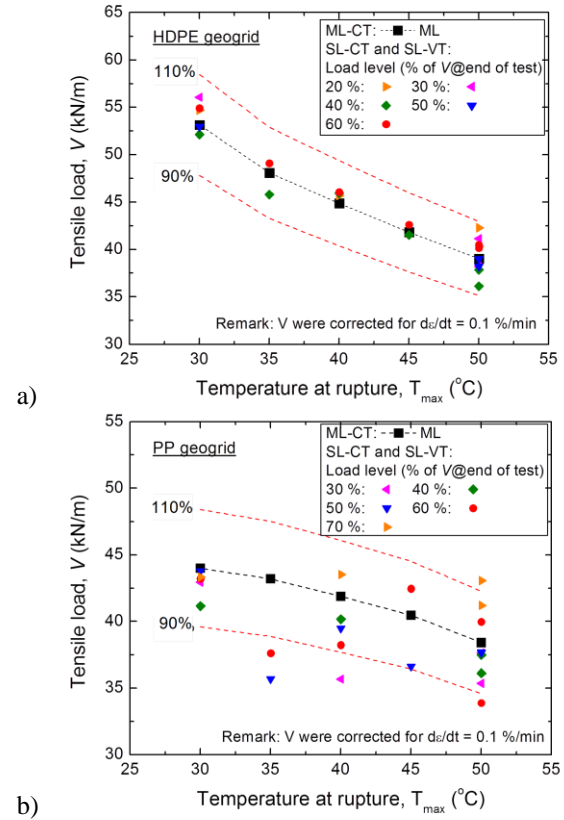 a)
HDPE geogrid
ML-CT: ML
SL-CT and SL-VT:
Load level (% of V@end of test)
20 %: 30 %:
40 %: 50 %:
60 %:
110%
90%
65
60
55
50
45
40
35
30
Tensile load, V (kN/m)
Remark: V were corrected for dε/dt = 0.1 %/min
25 30 35 40 45 50 55
Temperature at rupture, T_max (°C)
b)
PP geogrid
ML-CT: ML
SL-CT and SL-VT:
Load level (% of V@end of test)
30 %: 40 %:
50 %: 60 %:
70 %:
110%
90%
55
50
45
40
35
30
Tensile load, V (kN/m)
Remark: V were corrected for dε/dt = 0.1 %/min
25 30 35 40 45 50 55
Temperature at rupture, T_max (°C)